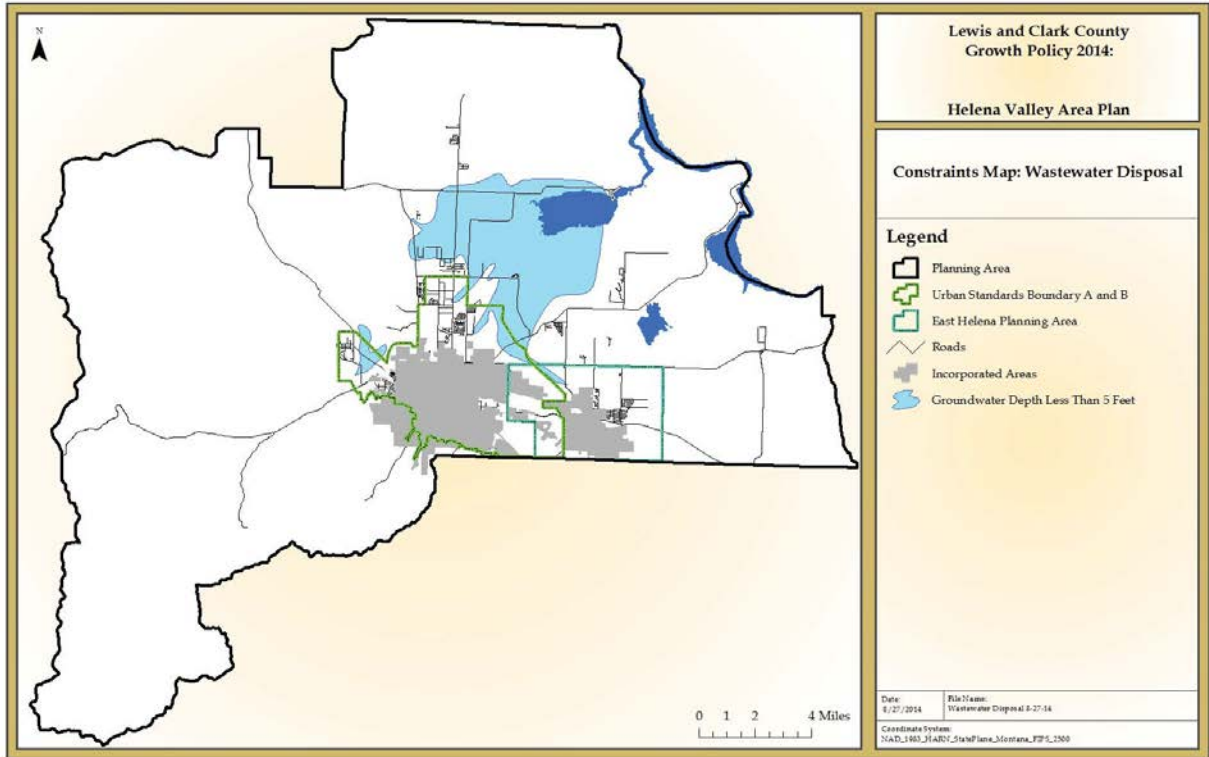 N
Lewis and Clark County
Growth Policy 2014:
Helena Valley Area Plan
Constraints Map: Wastewater Disposal
Legend
Planning Area
Urban Standards Boundary A and B
East Helena Planning Area
Roads
Incorporated Areas
Groundwater Depth Less Than 5 Feet
0 1 2 4 Miles
Date:
8/27/2014
File Name:
Wastewater Disposal 8-27-14
Coordinate System:
NAD_1983_HARN_StatePlane_Montana_FIPS_2500